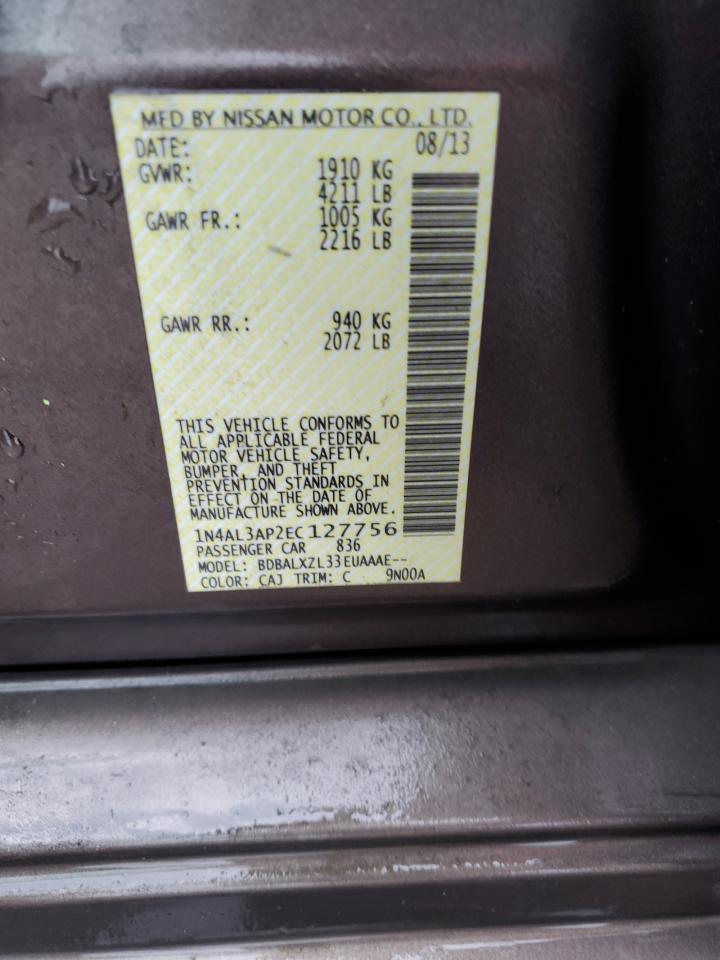 MFD BY NISSAN MOTOR CO., LTD.
DATE: 08/13
GVWR: 1910 KG
4211 LB
GAWR FR.: 1005 KG
2216 LB
GAWR RR.: 940 KG
2072 LB
THIS VEHICLE CONFORMS TO
ALL APPLICABLE FEDERAL
MOTOR VEHICLE SAFETY,
BUMPER, AND THEFT
PREVENTION STANDARDS IN
EFFECT ON THE DATE OF
MANUFACTURE SHOWN ABOVE.
1N4AL3AP2EC127756
PASSENGER CAR 836
MODEL: BDBALXZL33EUAAAE--
COLOR: CAJ TRIM: C 9N00A